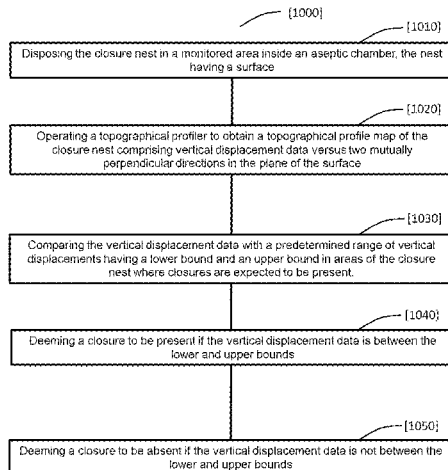 [1000]
[1010]
Disposing the closure nest in a monitored area inside an aseptic chamber, the nest
having a surface
[1020]
Operating a topographical profiler to obtain a topographical profile map of the
closure nest comprising vertical displacement data versus two mutually
perpendicular directions in the plane of the surface
[1030]
Comparing the vertical displacement data with a predetermined range of vertical
displacements having a lower bound and an upper bound in areas of the closure
nest where closures are expected to be present.
[1040]
Deeming a closure to be present if the vertical displacement data is between the
lower and upper bounds
[1050]
Deeming a closure to be absent if the vertical displacement data is not between the
lower and upper bounds